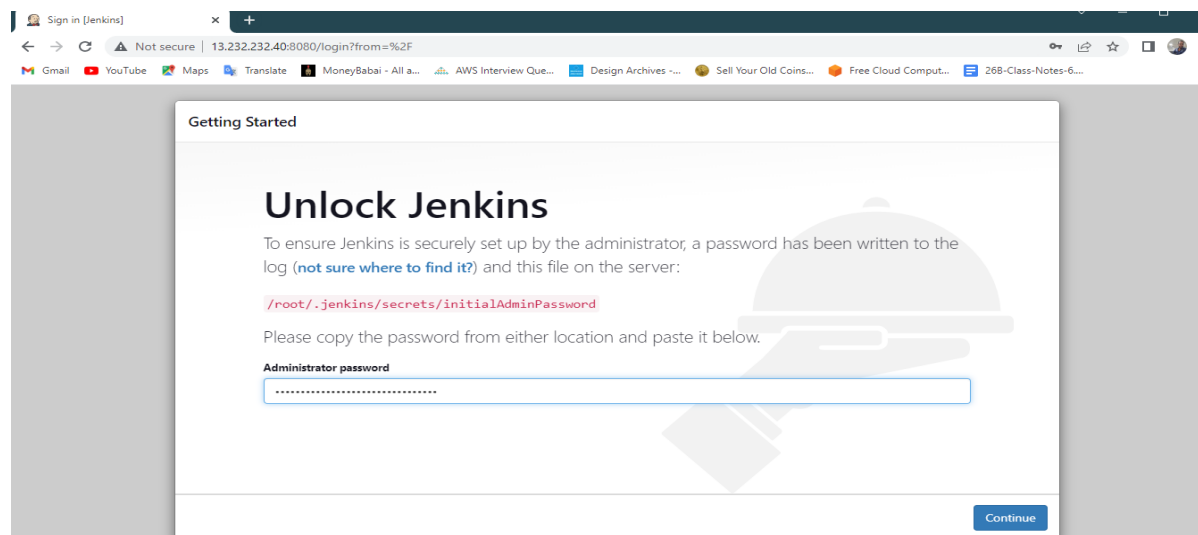 Sign in [Jenkins]
Not secure | 13.232.232.40:8080/login?from=%2F
Gmail YouTube Maps Translate MoneyBabai - All a... AWS Interview Que... Design Archives -... Sell Your Old Coins... Free Cloud Comput... 26B-Class-Notes-6....
Getting Started
Unlock Jenkins
To ensure Jenkins is securely set up by the administrator, a password has been written to the
log (not sure where to find it?) and this file on the server:
/root/.jenkins/secrets/initialAdminPassword
Please copy the password from either location and paste it below.
Administrator password
Continue